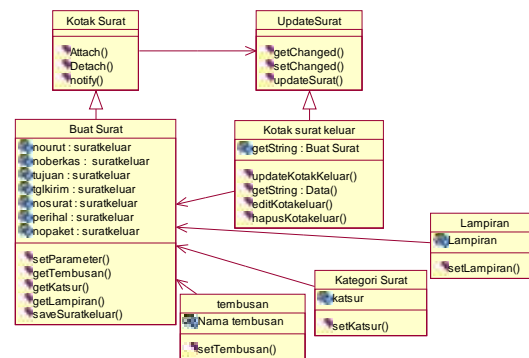 Kotak Surat
Attach()
Detach()
notify()
UpdateSurat
getChanged()
setChanged()
updateSurat()
Buat Surat
nourut : suratkeluar
noberkas : suratkeluar
tujuan : suratkeluar
tglkirim : suratkeluar
nosurat : suratkeluar
perihal : suratkeluar
nopaket : suratkeluar
setParameter()
getTembusan()
getKatsur()
getLampiran()
saveSuratkeluar()
Kotak surat keluar
getString : Buat Surat
updateKotakKeluar()
getString : Data()
editKotakeluar()
hapusKotakeluar()
Lampiran
Lampiran
setLampiran()
Kategori Surat
katsur
setKatsur()
tembusan
Nama tembusan
setTembusan()